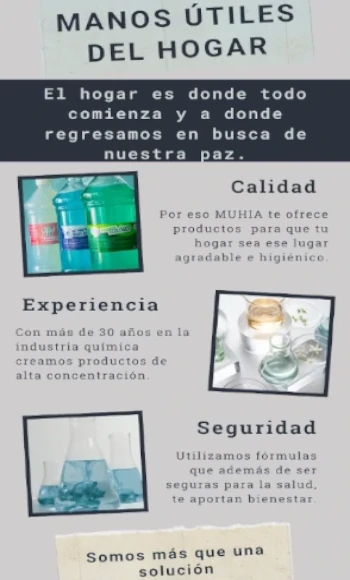 MANOS ÚTILES
DEL HOGAR
El hogar es donde todo
comienza y a donde
regresamos en busca de
nuestra paz.
Calidad
Por eso MUHIA te ofrece
productos para que tu
hogar sea ese lugar
agradable e higiénico.
Experiencia
Con más de 30 años en la
industria química
creamos productos de
alta concentración.
Seguridad
Utilizamos fórmulas
que además de ser
seguras para la salud,
te aportan bienestar.
Somos más que una
solución